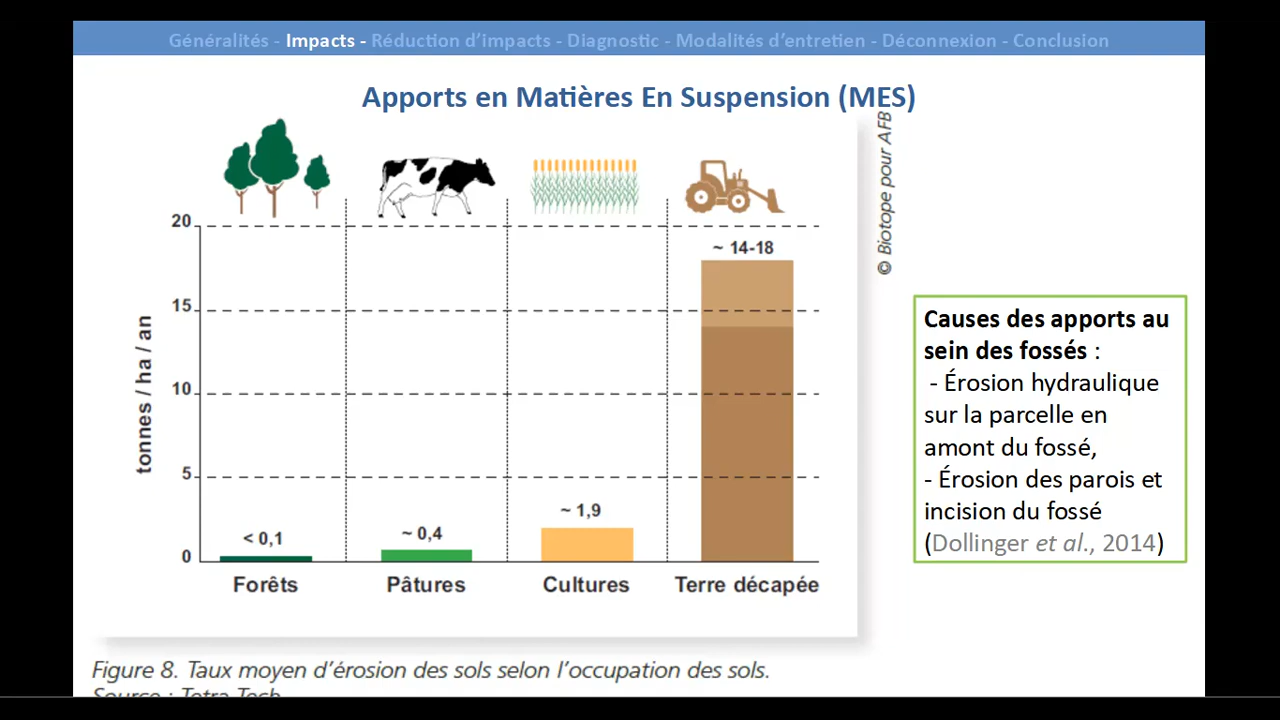 Généralités - Impacts - Réduction d’impacts - Diagnostic - Modalités d’entretien - Déconnexion - Conclusion
Apports en Matières En Suspension (MES)
© Biotope pour AFB
tonnes / ha / an
20
15
10
5
0
< 0,1
~ 0,4
~ 1,9
~ 14-18
Forêts
Pâtures
Cultures
Terre décapée
Causes des apports au
sein des fossés :
- Érosion hydraulique
sur la parcelle en
amont du fossé,
- Érosion des parois et
incision du fossé
(Dollinger et al., 2014)
Figure 8. Taux moyen d’érosion des sols selon l’occupation des sols.
Source : Tetra Tech